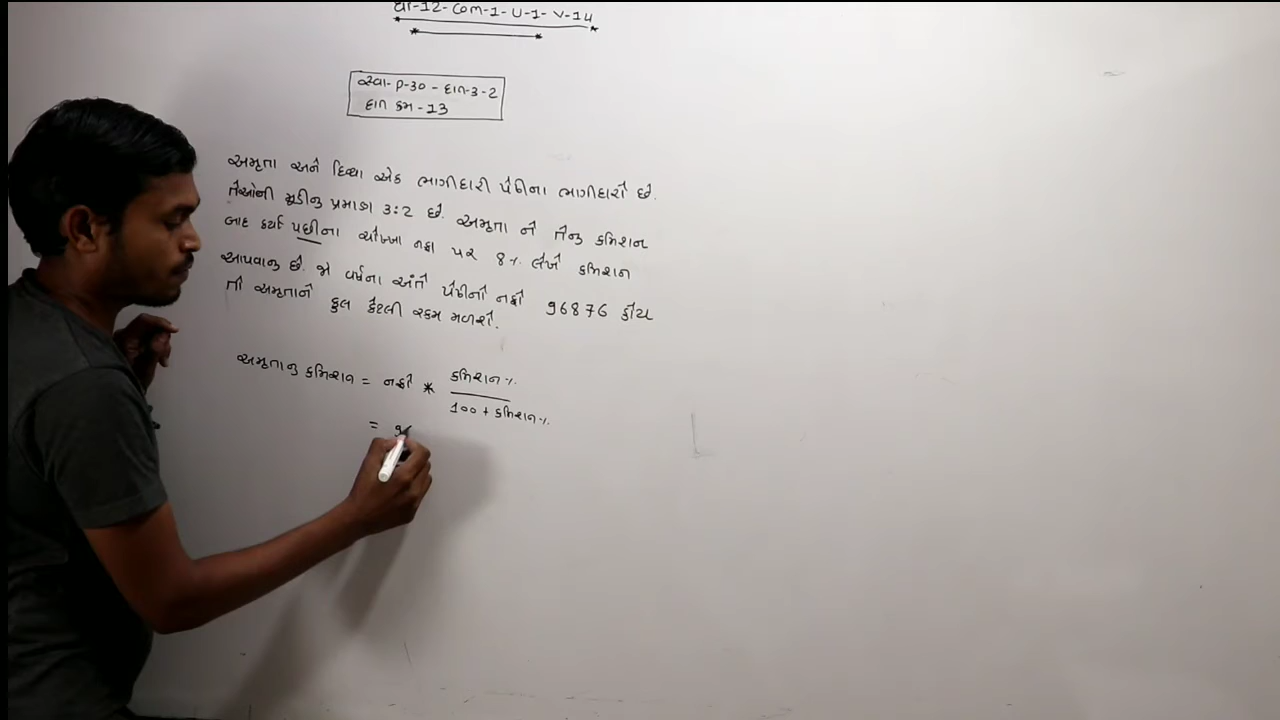 ધો-12-Com-1-U-1-V-14
સ્વા-P-30-દાખ-3-2
દાખ ક્રમ-13
અમૃતા અને દિવ્યા એક ભાગીદારી પેઢીના ભાગીદારો છે.
તેઓની મૂડીનુ પ્રમાણ 3:2 છે. અમૃતા ને તેનુ કમિશન
બાદ કર્યા પછીના ચોખ્ખા નફા પર 8% લેખે કમિશન
આપવાનુ છે. જો વર્ષના અંતે પેઢીનો નફો 96876 હોય
તો અમૃતાને કુલ કેટલી રકમ મળશે.
અમૃતાનુ કમિશન = નફો * કમિશન%
100 + કમિશન%
= 96